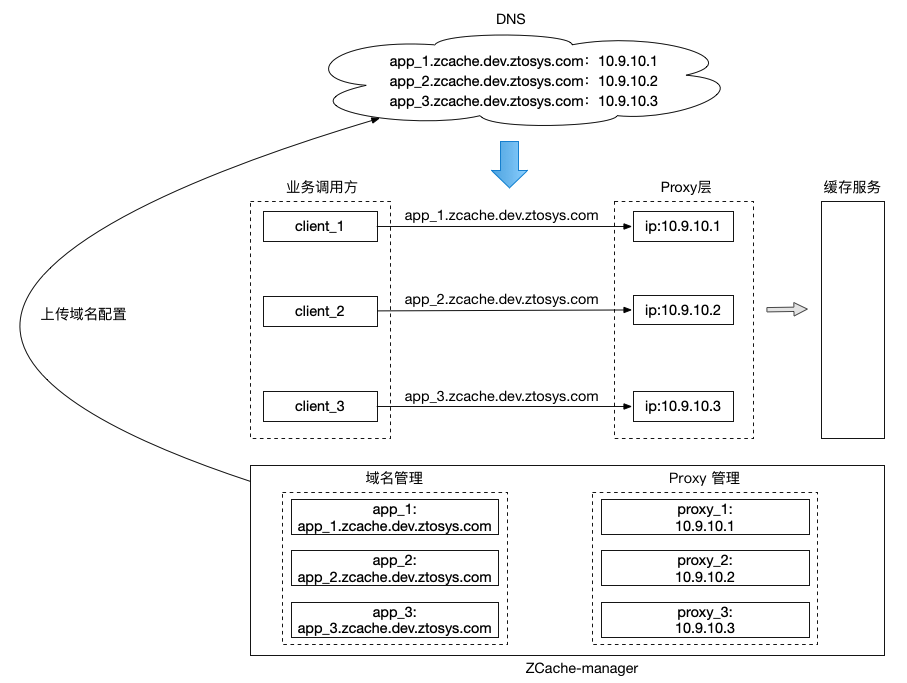 DNS
app_1.zcache.dev.ztosys.com：10.9.10.1
app_2.zcache.dev.ztosys.com：10.9.10.2
app_3.zcache.dev.ztosys.com：10.9.10.3
业务调用方
Proxy层
缓存服务
client_1
app_1.zcache.dev.ztosys.com
ip:10.9.10.1
client_2
app_2.zcache.dev.ztosys.com
ip:10.9.10.2
上传域名配置
client_3
app_3.zcache.dev.ztosys.com
ip:10.9.10.3
域名管理
Proxy 管理
app_1:
app_1.zcache.dev.ztosys.com
proxy_1:
10.9.10.1
app_2:
app_2.zcache.dev.ztosys.com
proxy_2:
10.9.10.2
app_3:
app_3.zcache.dev.ztosys.com
proxy_3:
10.9.10.3
ZCache-manager